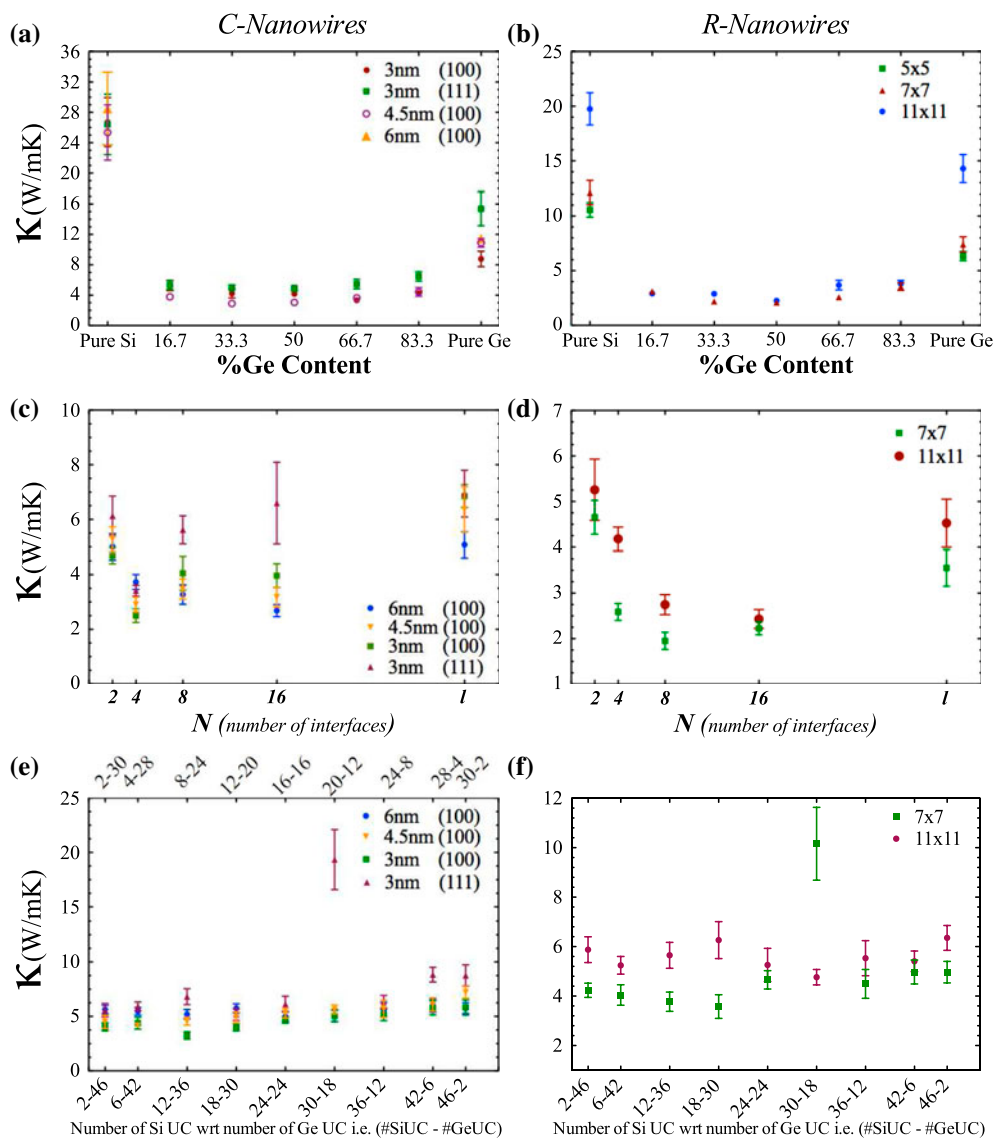 C-Nanowires
R-Nanowires
(a)
36
32
28
24
20
16
12
8
4
0
κ(W/mK)
3nm (100)
3nm (111)
4.5nm (100)
6nm (100)
Pure Si 16.7 33.3 50 66.7 83.3 Pure Ge
%Ge Content
(b)
25
20
15
10
5
0
5x5
7x7
11x11
Pure Si 16.7 33.3 50 66.7 83.3 Pure Ge
%Ge Content
(c)
10
8
6
4
2
0
κ(W/mK)
6nm (100)
4.5nm (100)
3nm (100)
3nm (111)
2 4 8 16 l
N (number of interfaces)
(d)
7
6
5
4
3
2
1
7x7
11x11
2 4 8 16 l
N (number of interfaces)
(e)
2-30 4-28 8-24 12-20 16-16 20-12 24-8 28-4 30-2
25
20
15
10
5
0
κ(W/mK)
6nm (100)
4.5nm (100)
3nm (100)
3nm (111)
2-46 6-42 12-36 18-30 24-24 30-18 36-12 42-6 46-2
Number of Si UC wrt number of Ge UC i.e. (#SiUC - #GeUC)
(f)
12
10
8
6
4
2
7x7
11x11
2-46 6-42 12-36 18-30 24-24 30-18 36-12 42-6 46-2
Number of Si UC wrt number of Ge UC i.e. (#SiUC - #GeUC)